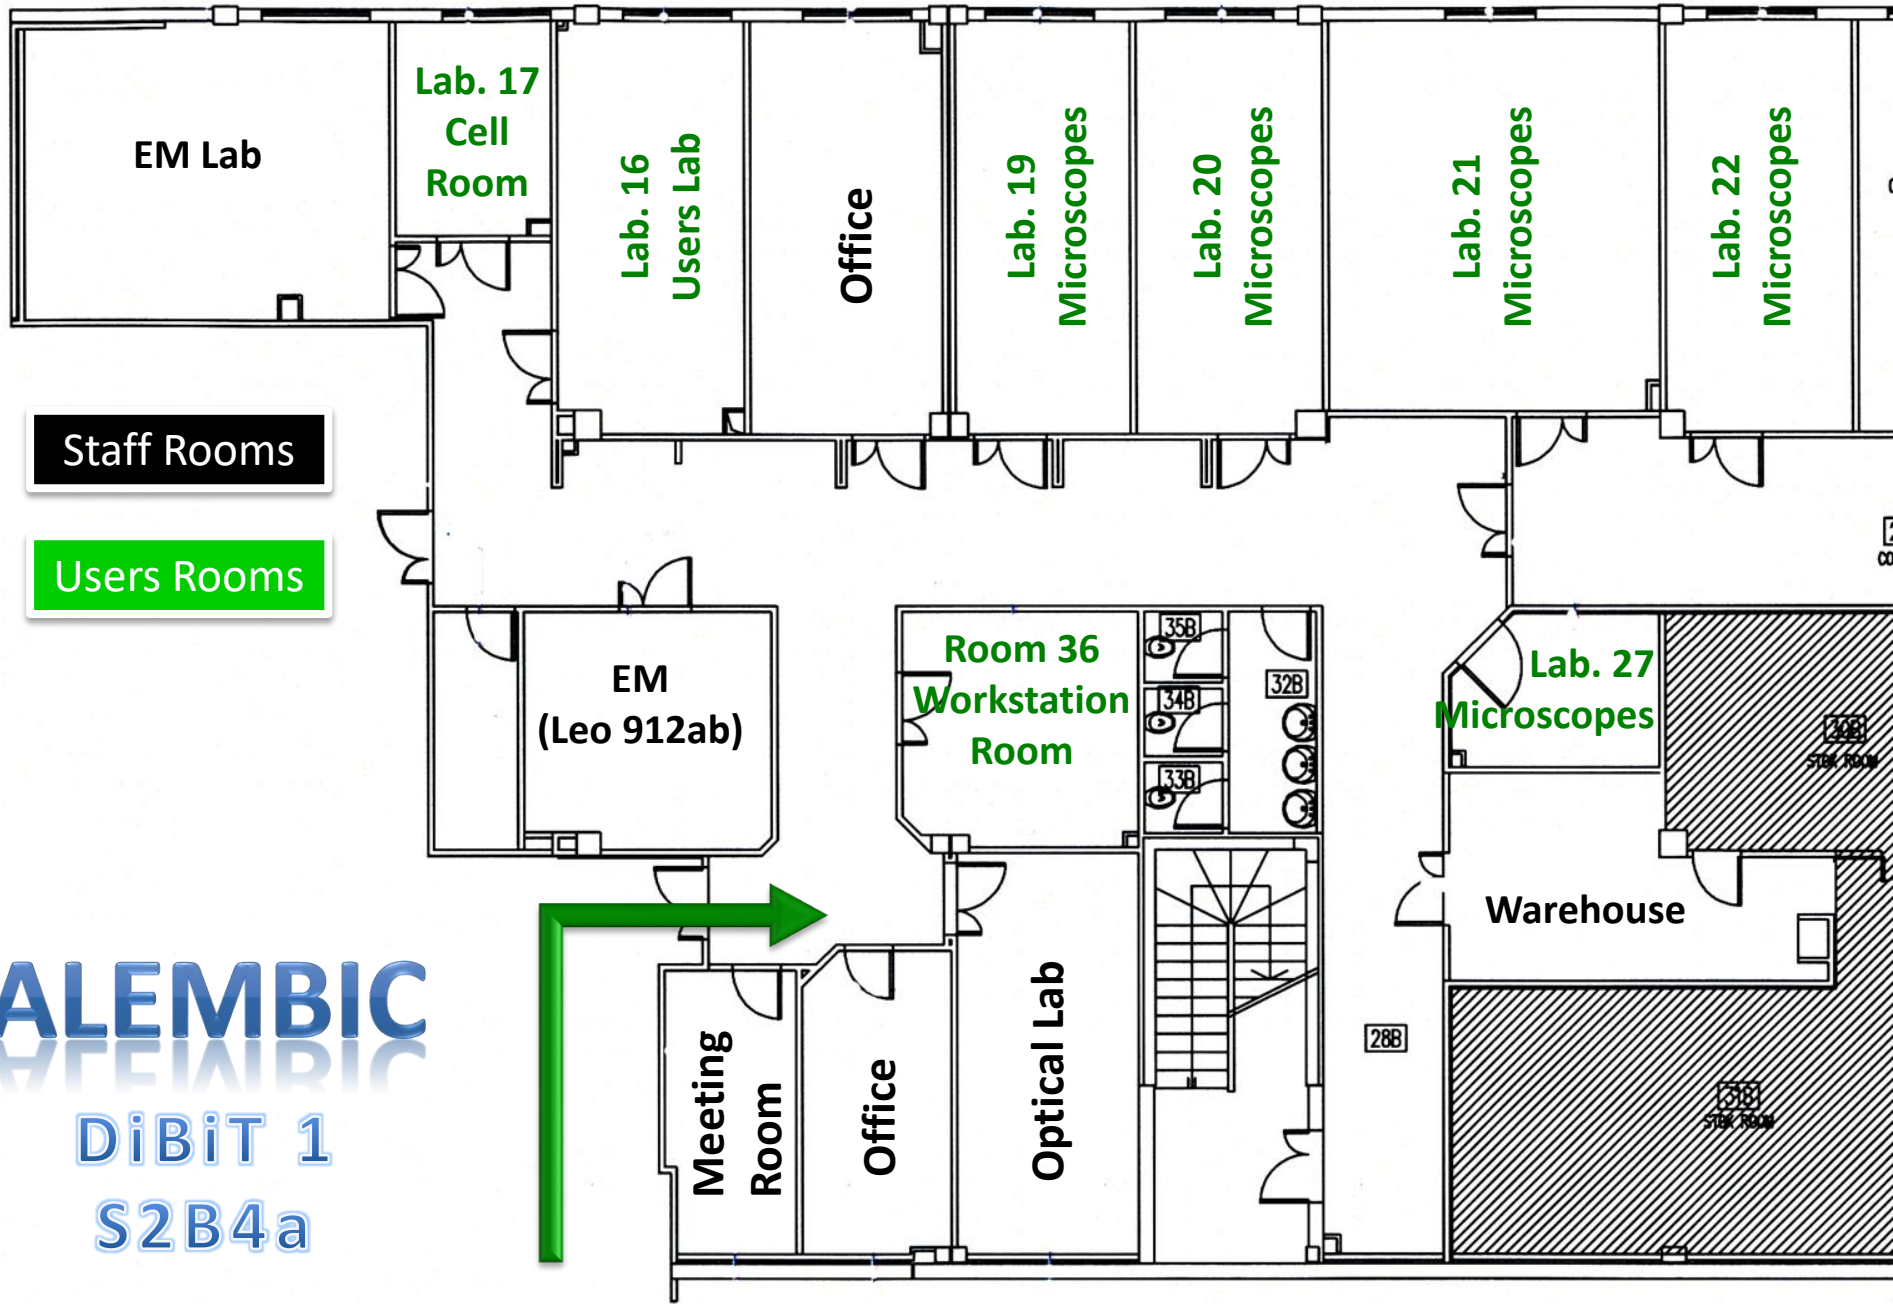 EM Lab
Lab. 17
Cell
Room
Lab. 16
Users Lab
Office
Lab. 19
Microscopes
Lab. 20
Microscopes
Lab. 21
Microscopes
Lab. 22
Microscopes
Staff Rooms
Users Rooms
EM
(Leo 912ab)
Room 36
Workstation
Room
35B
34B
33B
32B
Lab. 27
Microscopes
30B
Warehouse
ALEMBIC
DiBiT 1
S2B4a
Meeting
Room
Office
Optical Lab
28B
31B